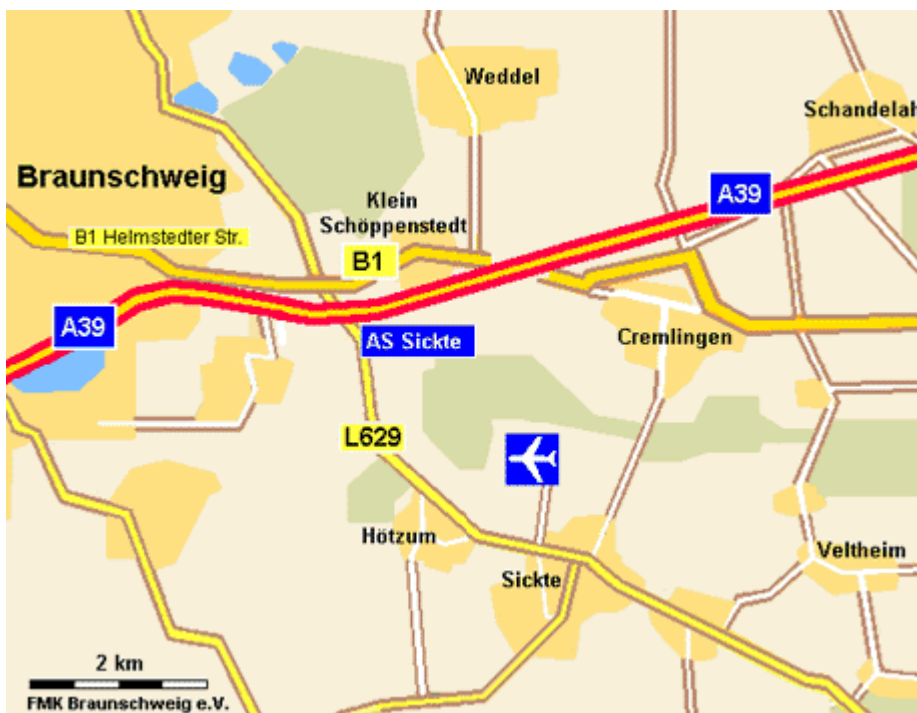 Weddel
Schandelah
Braunschweig
A39
Klein
Schöppenstedt
B1 Helmstedter Str.
B1
A39
AS Sickte
Cremlingen
L629
Hötzum
Veltheim
Sickte
2 km
FMK Braunschweig e.V.